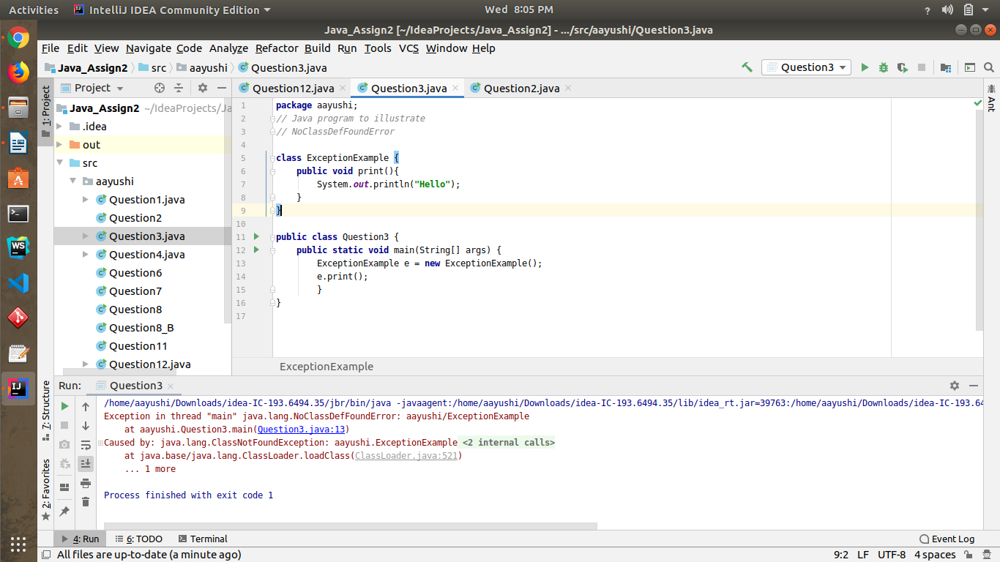 Activities IntelliJ IDEA Community Edition Wed 8:05 PM ?
Java_Assign2 [~/IdeaProjects/Java_Assign2] - .../src/aayushi/Question3.java
File Edit View Navigate Code Analyze Refactor Build Run Tools VCS Window Help
Java_Assign2 src aayushi Question3.java Question3
Project
Question12.java Question3.java Question2.java
1: Project
Java_Assign2 ~/IdeaProjects/Ja
.idea
out
src
aayushi
Question1.java
Question2
Question3.java
Question4.java
Question6
Question7
Question8
Question8_B
Question11
Question12.java
1 package aayushi;
2 // Java program to illustrate
3 // NoClassDefFoundError
4
5 class ExceptionExample {
6 public void print(){
7 System.out.println("Hello");
8 }
9 }
10
11 public class Question3 {
12 public static void main(String[] args) {
13 ExceptionExample e = new ExceptionExample();
14 e.print();
15 }
16 }
17
ExceptionExample
Ant
WS
IJ
7: Structure
2: Favorites
Run: Question3
/home/aayushi/Downloads/idea-IC-193.6494.35/jbr/bin/java -javaagent:/home/aayushi/Downloads/idea-IC-193.6494.35/lib/idea_rt.jar=39763:/home/aayushi/Downloads/idea-IC-193.64
Exception in thread "main" java.lang.NoClassDefFoundError: aayushi/ExceptionExample
at aayushi.Question3.main(Question3.java:13)
Caused by: java.lang.ClassNotFoundException: aayushi.ExceptionExample <2 internal calls>
at java.base/java.lang.ClassLoader.loadClass(ClassLoader.java:521)
... 1 more
Process finished with exit code 1
4: Run 6: TODO Terminal Event Log
All files are up-to-date (a minute ago) 9:2 LF UTF-8 4 spaces